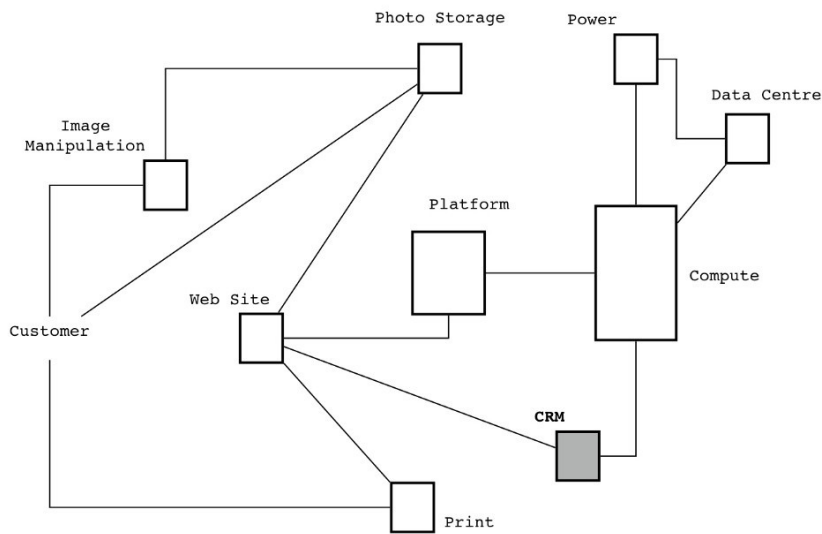 Photo Storage
Power
Data Centre
Image
Manipulation
Platform
Compute
Web Site
Customer
CRM
Print